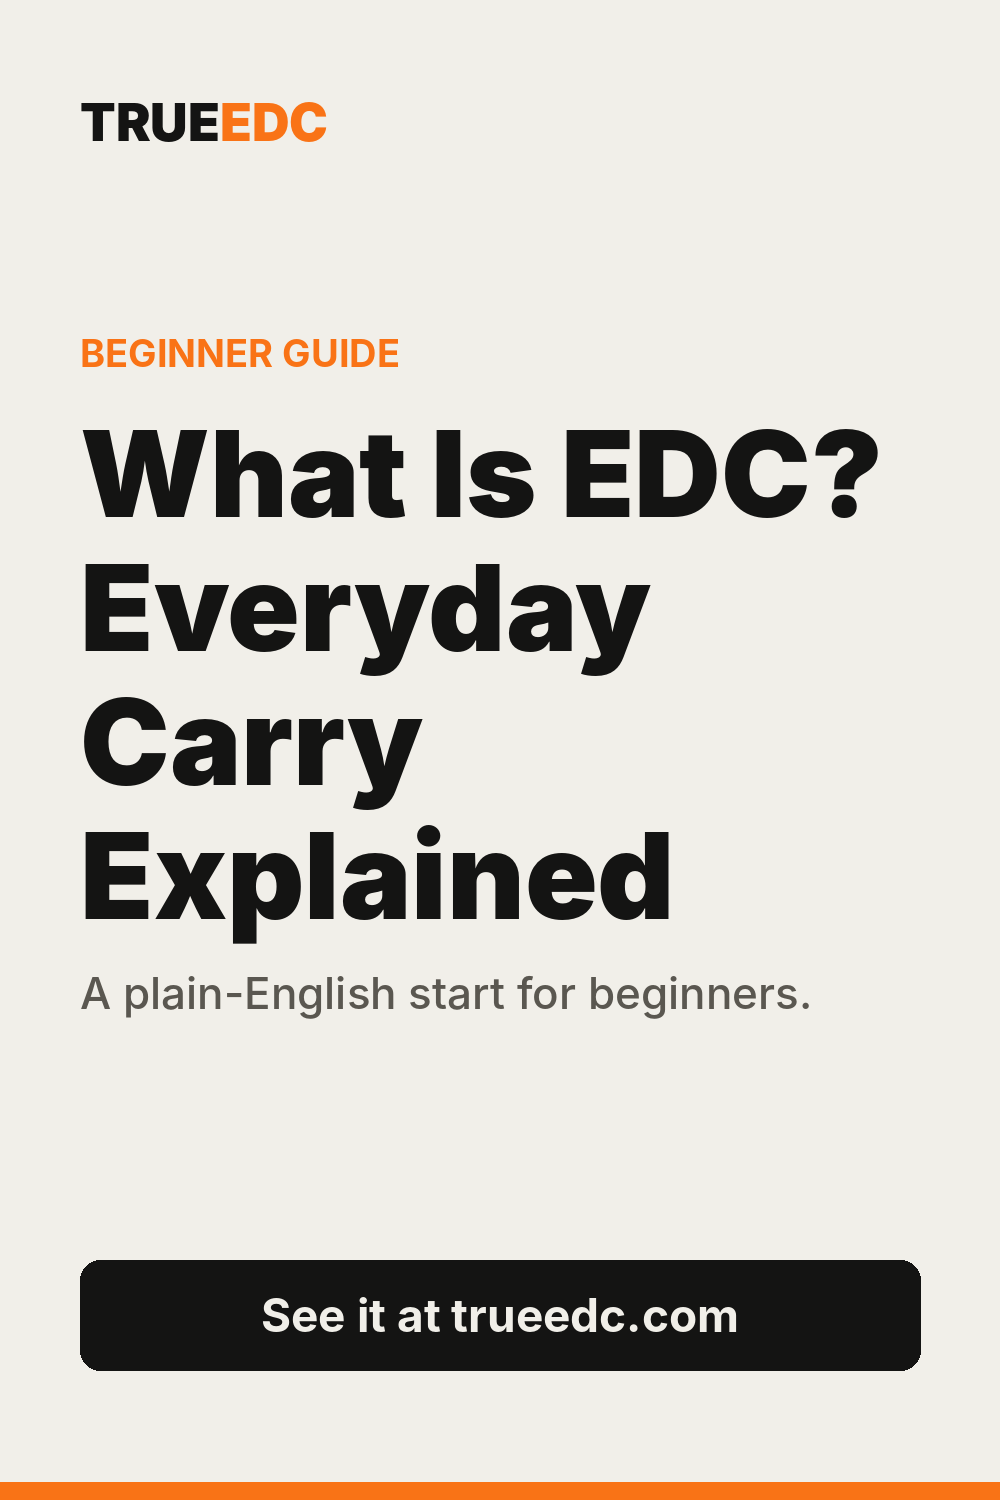 TRUEEDC
BEGINNER GUIDE
What Is EDC?
Everyday
Carry
Explained
A plain-English start for beginners.
See it at trueedc.com